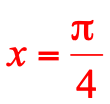 x = π/4